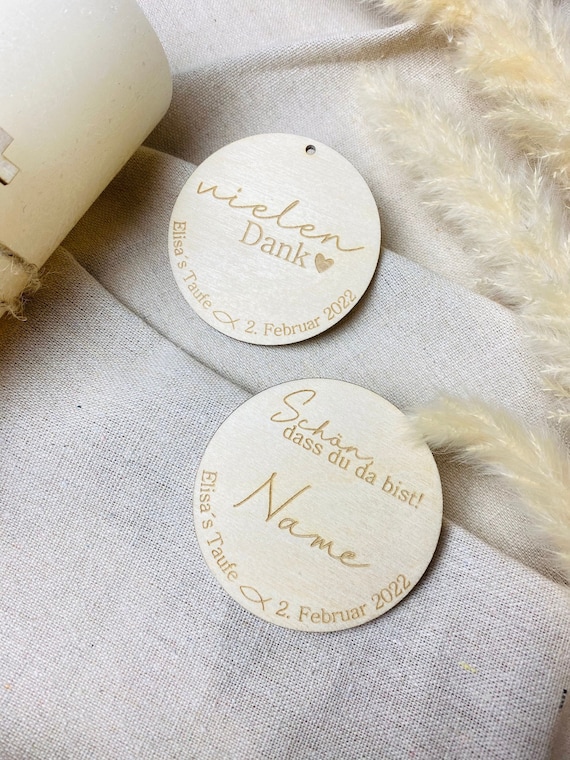 vielen
Dank
Elisa´s Taufe 2. Februar 2022
Schön,
dass du da bist!
Name
Elisa´s Taufe 2. Februar 2022